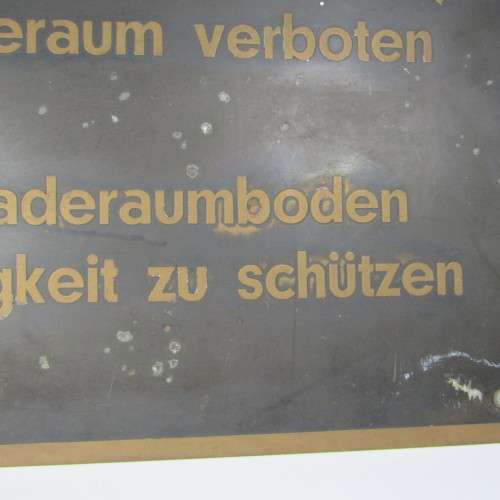 eraum verboten
aderaumboden
gkeit zu schützen